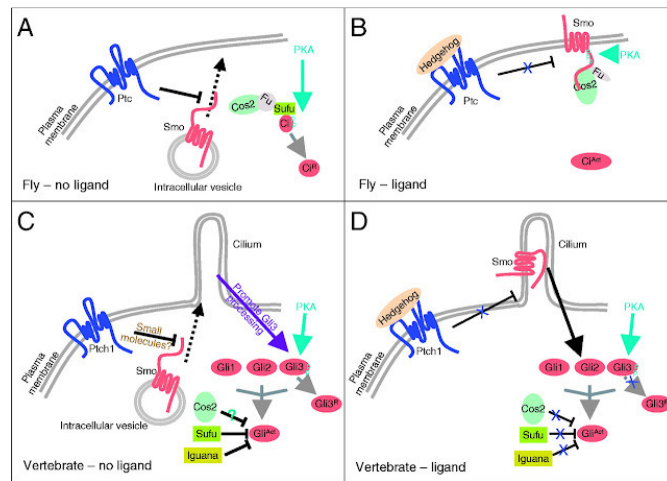 A
PKA
Ptc
Plasma
membrane
Cos2
Fu
Sufu
Ci
Smo
Ci^R
Intracellular vesicle
Fly – no ligand
B
Smo
Hedgehog
PKA
Ptc
Fu
Cos2
Plasma
membrane
Ci^Act
Fly – ligand
C
Cilium
Promote Gli3
processing
PKA
Small
molecules?
Ptch1
Plasma
membrane
Smo
Gli1
Gli2
Gli3
Gli3^R
Cos2
?
Intracellular vesicle
Sufu
Gli^Act
Iguana
Vertebrate – no ligand
D
Cilium
Smo
Hedgehog
PKA
Ptch1
Plasma
membrane
Gli1
Gli2
Gli3
Gli3^R
Cos2
Sufu
Gli^Act
Iguana
Vertebrate – ligand